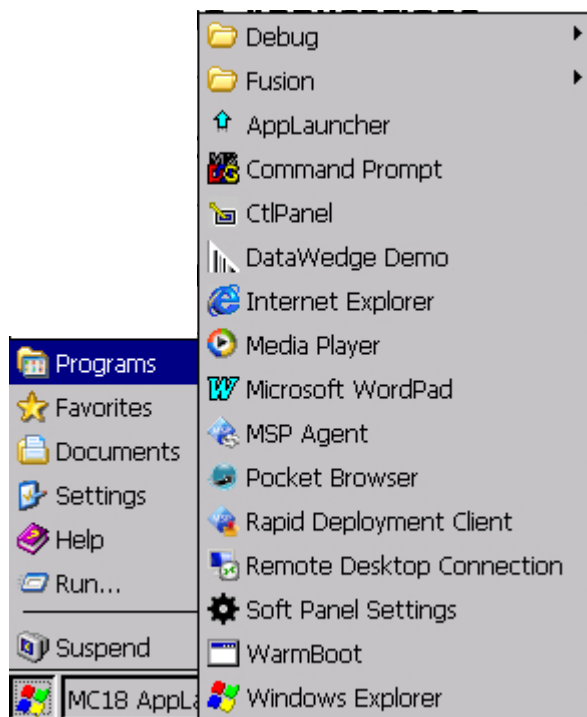 Debug
Fusion
AppLauncher
Command Prompt
CtlPanel
DataWedge Demo
Internet Explorer
Media Player
Microsoft WordPad
MSP Agent
Pocket Browser
Rapid Deployment Client
Remote Desktop Connection
Soft Panel Settings
WarmBoot
Windows Explorer
Programs
Favorites
Documents
Settings
Help
Run...
Suspend
MC18 AppLa